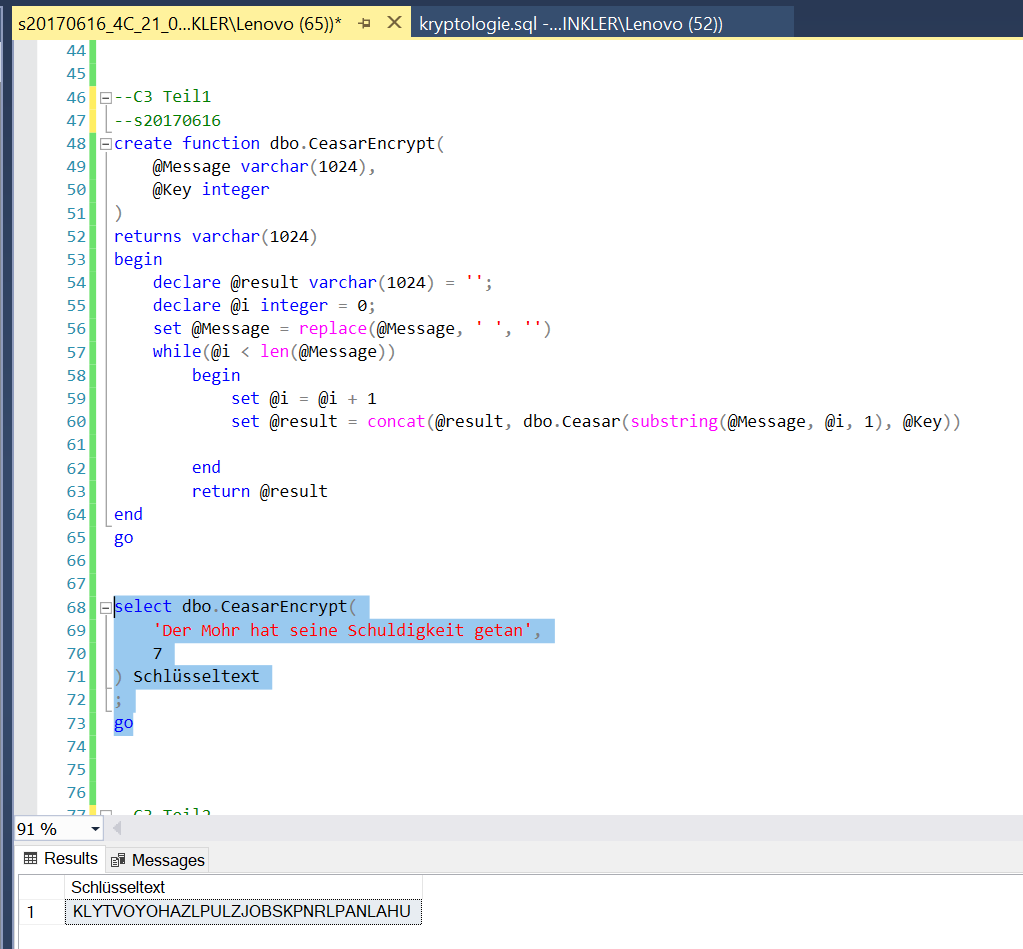 s20170616_4C_21_0...KLER\Lenovo (65))* kryptologie.sql -...INKLER\Lenovo (52))
44
45
46 --C3 Teil1
47 --s20170616
48 create function dbo.CeasarEncrypt(
49 @Message varchar(1024),
50 @Key integer
51 )
52 returns varchar(1024)
53 begin
54 declare @result varchar(1024) = '';
55 declare @i integer = 0;
56 set @Message = replace(@Message, ' ', '')
57 while(@i < len(@Message))
58 begin
59 set @i = @i + 1
60 set @result = concat(@result, dbo.Ceasar(substring(@Message, @i, 1), @Key))
61
62 end
63 return @result
64 end
65 go
66
67
68 select dbo.CeasarEncrypt(
69 'Der Mohr hat seine Schuldigkeit getan',
70 7
71 ) Schlüsseltext
72 ;
73 go
74
75
76
77 --C3 Teil2
91 %
Results Messages
Schlüsseltext
1 KLYTVOYOHAZLPULZJOBSKPNRLPANLAHU